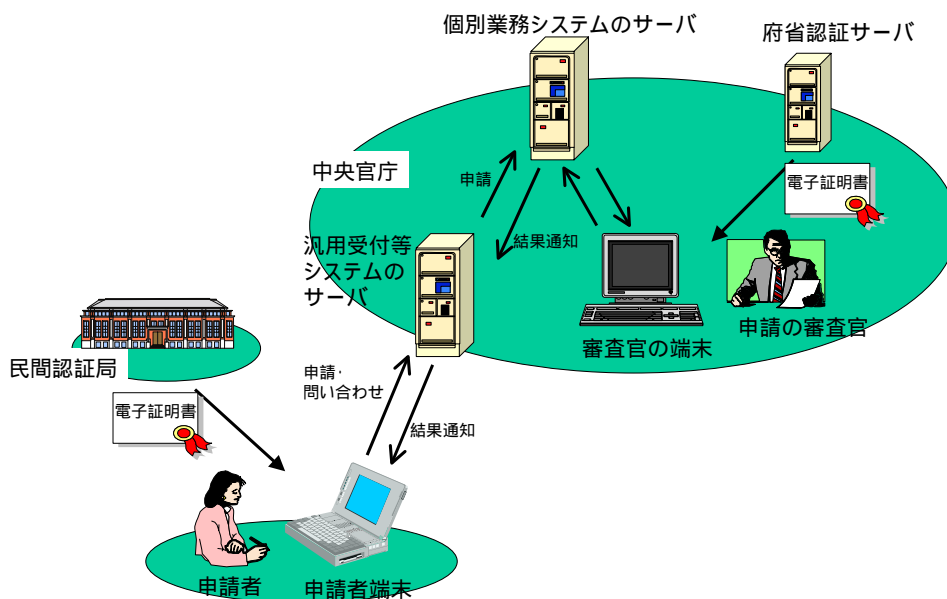 個別業務システムのサーバ
府省認証サーバ
中央官庁
申請
電子証明書
結果通知
汎用受付等
システムの
サーバ
申請の審査官
審査官の端末
民間認証局
申請・
問い合わせ
電子証明書
結果通知
申請者
申請者端末